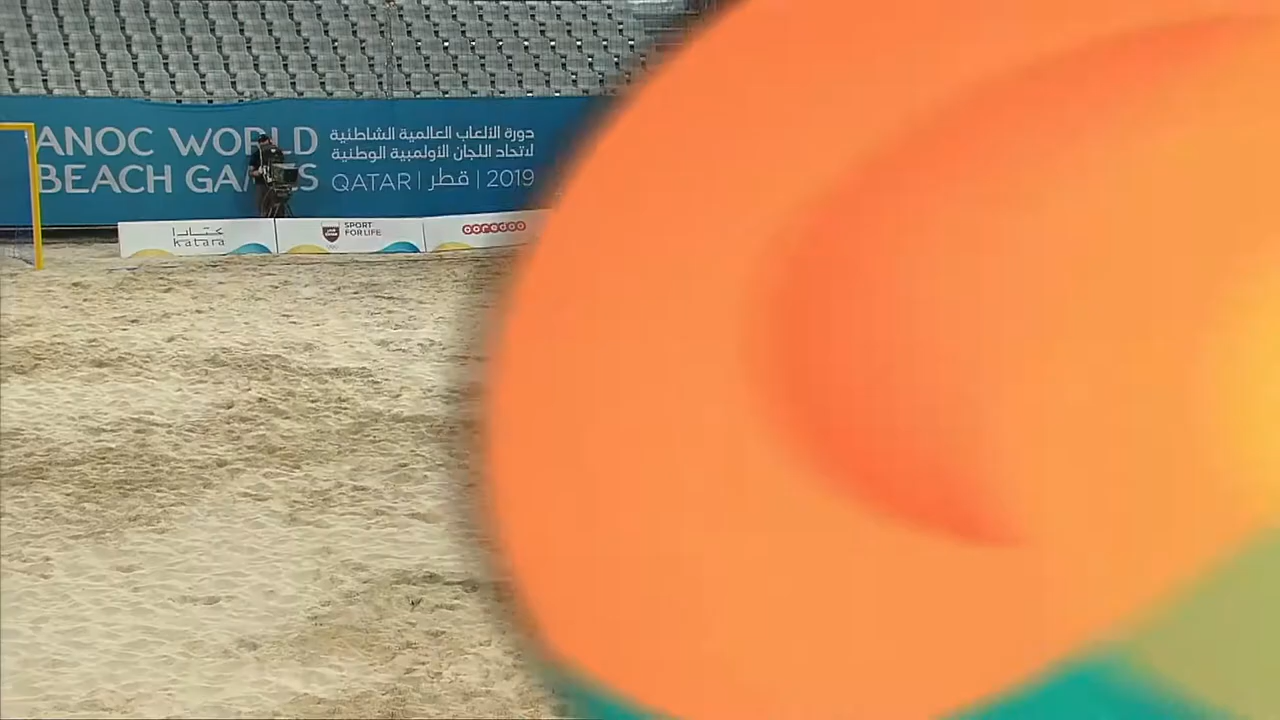 ANOC WORLD
BEACH GAMES
دورة الألعاب العالمية الشاطئية
لاتحاد اللجان الأولمبية الوطنية
QATAR | قطر | 2019
كتارا
katara
SPORT
FOR LIFE
ooredoo